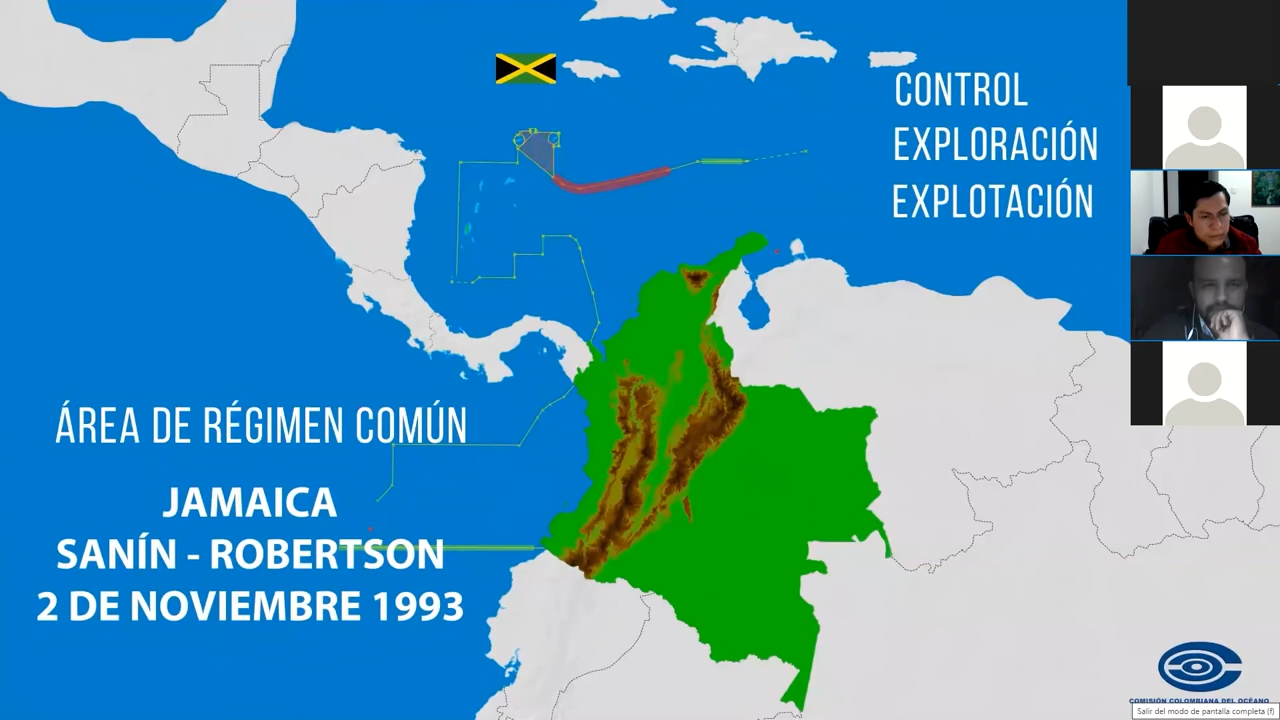 CONTROL
EXPLORACIÓN
EXPLOTACIÓN
ÁREA DE RÉGIMEN COMÚN
JAMAICA
SANÍN - ROBERTSON
2 DE NOVIEMBRE 1993
COMISIÓN COLOMBIANA DEL OCÉANO
Salir del modo de pantalla completa (f)